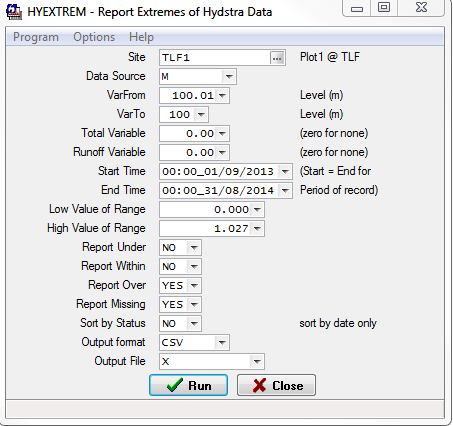 HYEXTREM - Report Extremes of Hydstra Data
Program Options Help
Site TLF1 ... Plot1 @ TLF
Data Source M
VarFrom 100.01 Level (m)
VarTo 100 Level (m)
Total Variable 0.00 (zero for none)
Runoff Variable 0.00 (zero for none)
Start Time 00:00_01/09/2013 (Start = End for
End Time 00:00_31/08/2014 Period of record)
Low Value of Range 0.000
High Value of Range 1.027
Report Under NO
Report Within NO
Report Over YES
Report Missing YES
Sort by Status NO sort by date only
Output format CSV
Output File X
Run Close